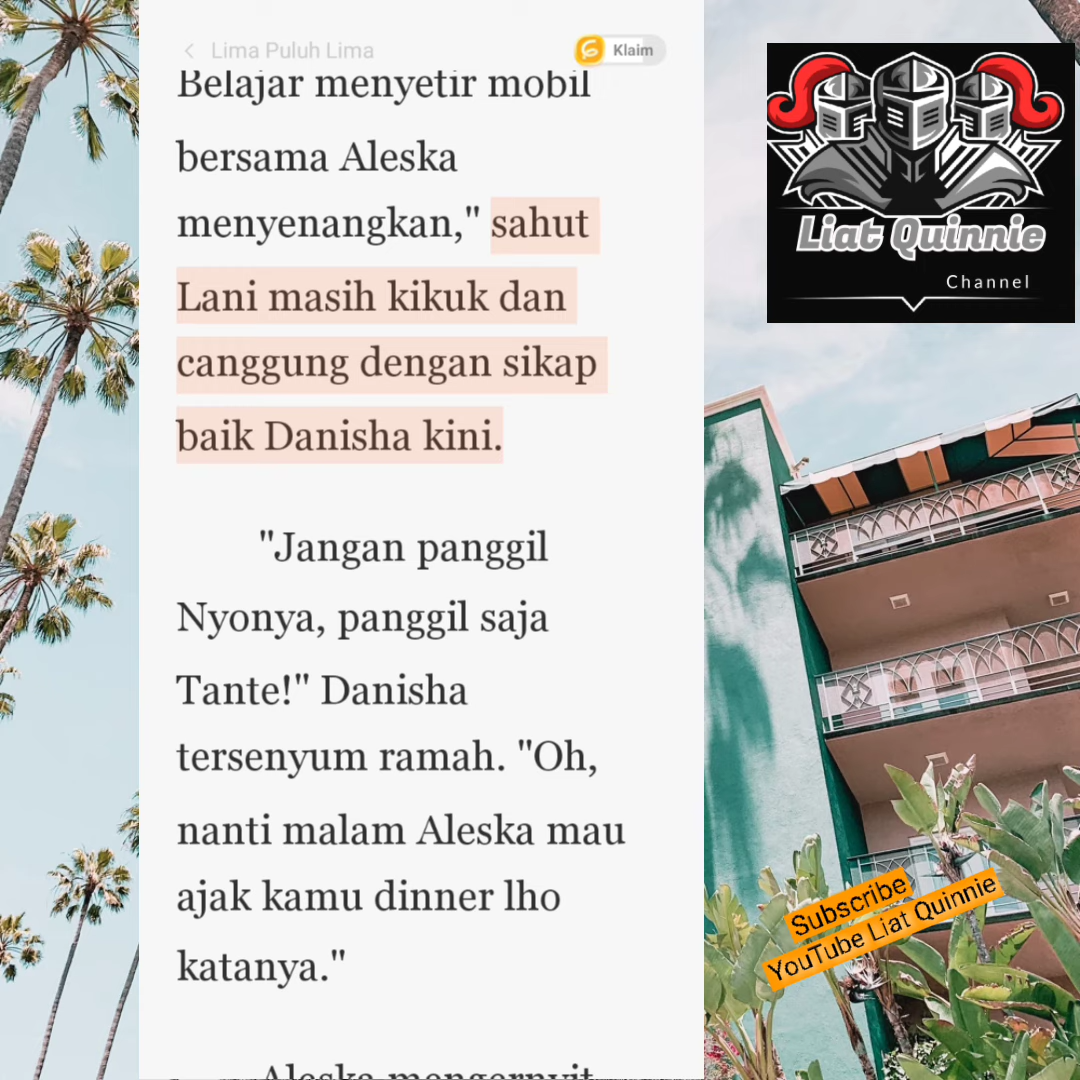 Lima Puluh Lima
Klaim
Belajar menyetir mobil
bersama Aleska
menyenangkan," sahut
Lani masih kikuk dan
canggung dengan sikap
baik Danisha kini.
"Jangan panggil
Nyonya, panggil saja
Tante!" Danisha
tersenyum ramah. "Oh,
nanti malam Aleska mau
ajak kamu dinner lho
katanya."
Aleska mengernyit
Liat Quinnie
Channel
Subscribe
YouTube Liat Quinnie